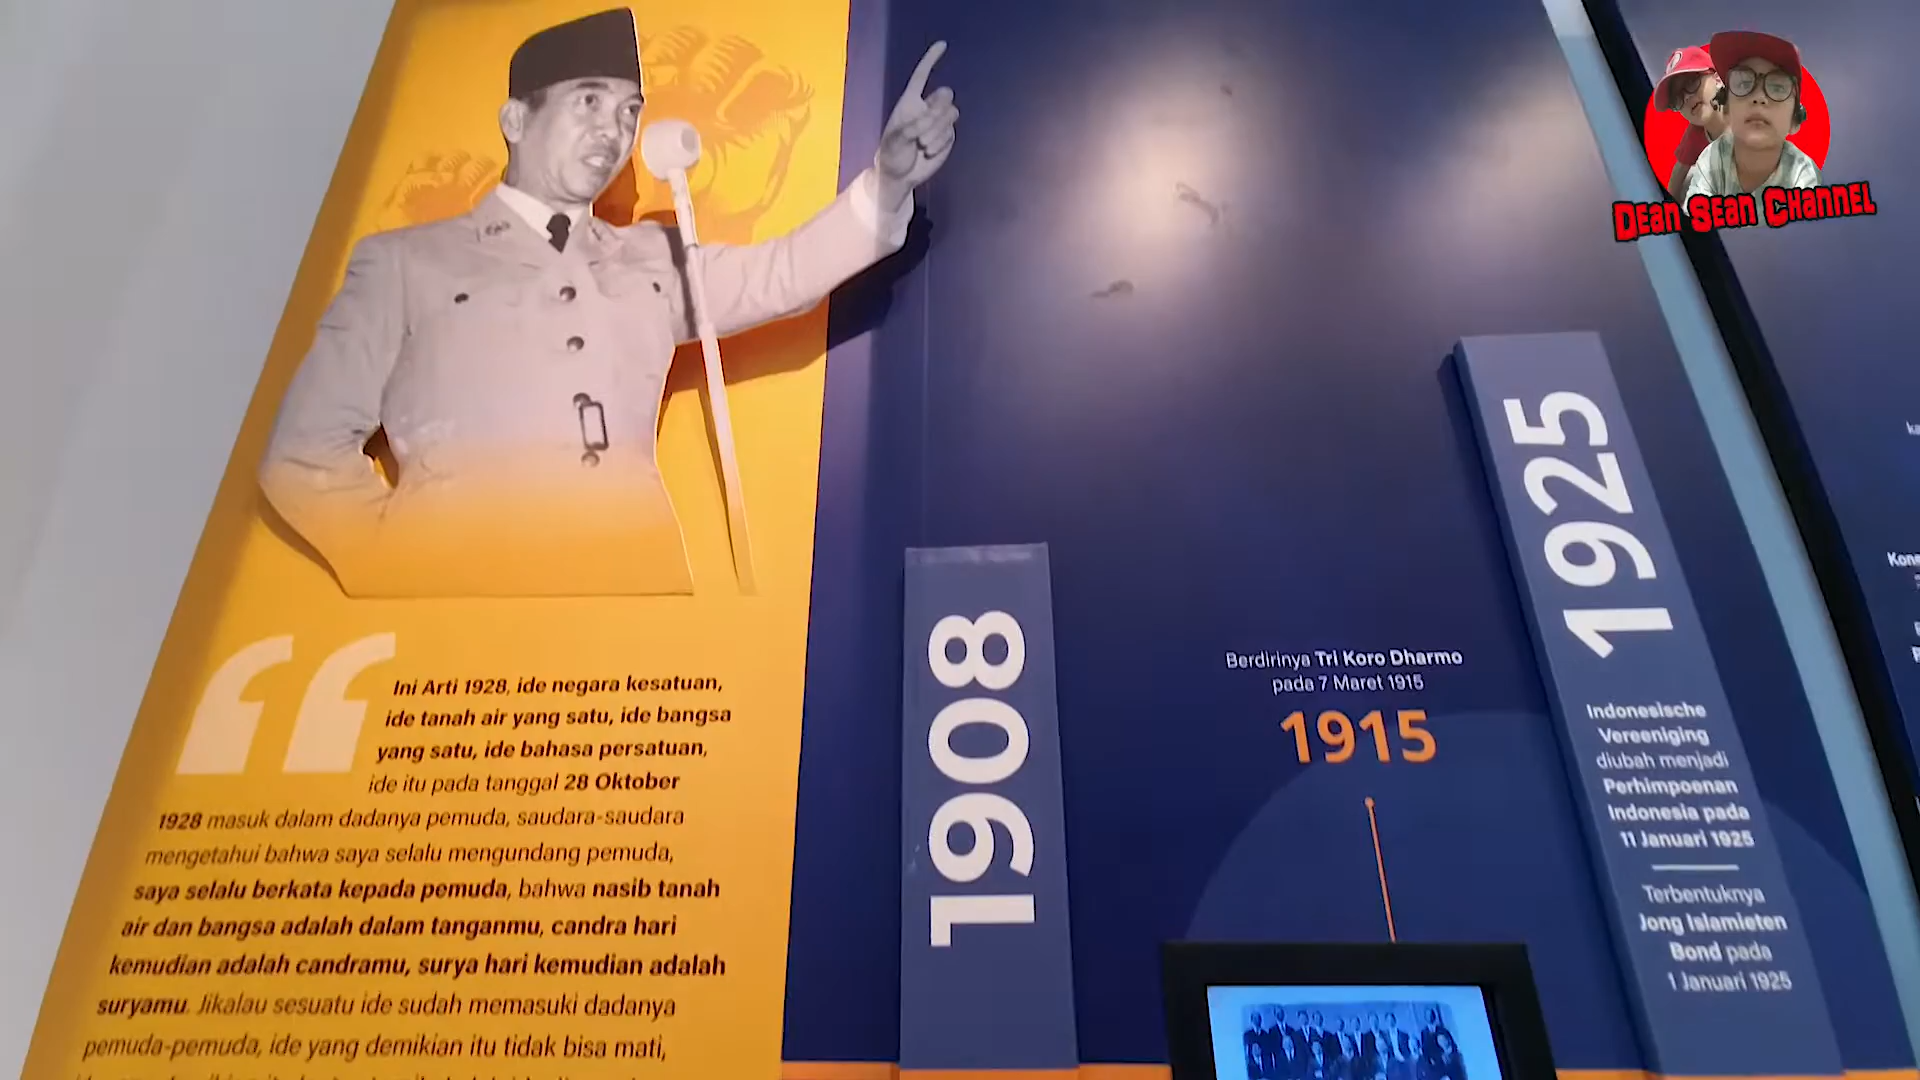 Dean Sean Channel
Ini Arti 1928, ide negara kesatuan,
ide tanah air yang satu, ide bangsa
yang satu, ide bahasa persatuan,
ide itu pada tanggal 28 Oktober
1928 masuk dalam dadanya pemuda, saudara-saudara
mengetahui bahwa saya selalu mengundang pemuda,
saya selalu berkata kepada pemuda, bahwa nasib tanah
air dan bangsa adalah dalam tanganmu, candra hari
kemudian adalah candramu, surya hari kemudian adalah
suryamu. Jikalau sesuatu ide sudah memasuki dadanya
pemuda-pemuda, ide yang demikian itu tidak bisa mati,
1908
Berdirinya Tri Koro Dharmo
pada 7 Maret 1915
1915
1925
Indonesische
Vereeniging
diubah menjadi
Perhimpoenan
Indonesia pada
11 Januari 1925
Terbentuknya
Jong Islamieten
Bond pada
1 Januari 1925